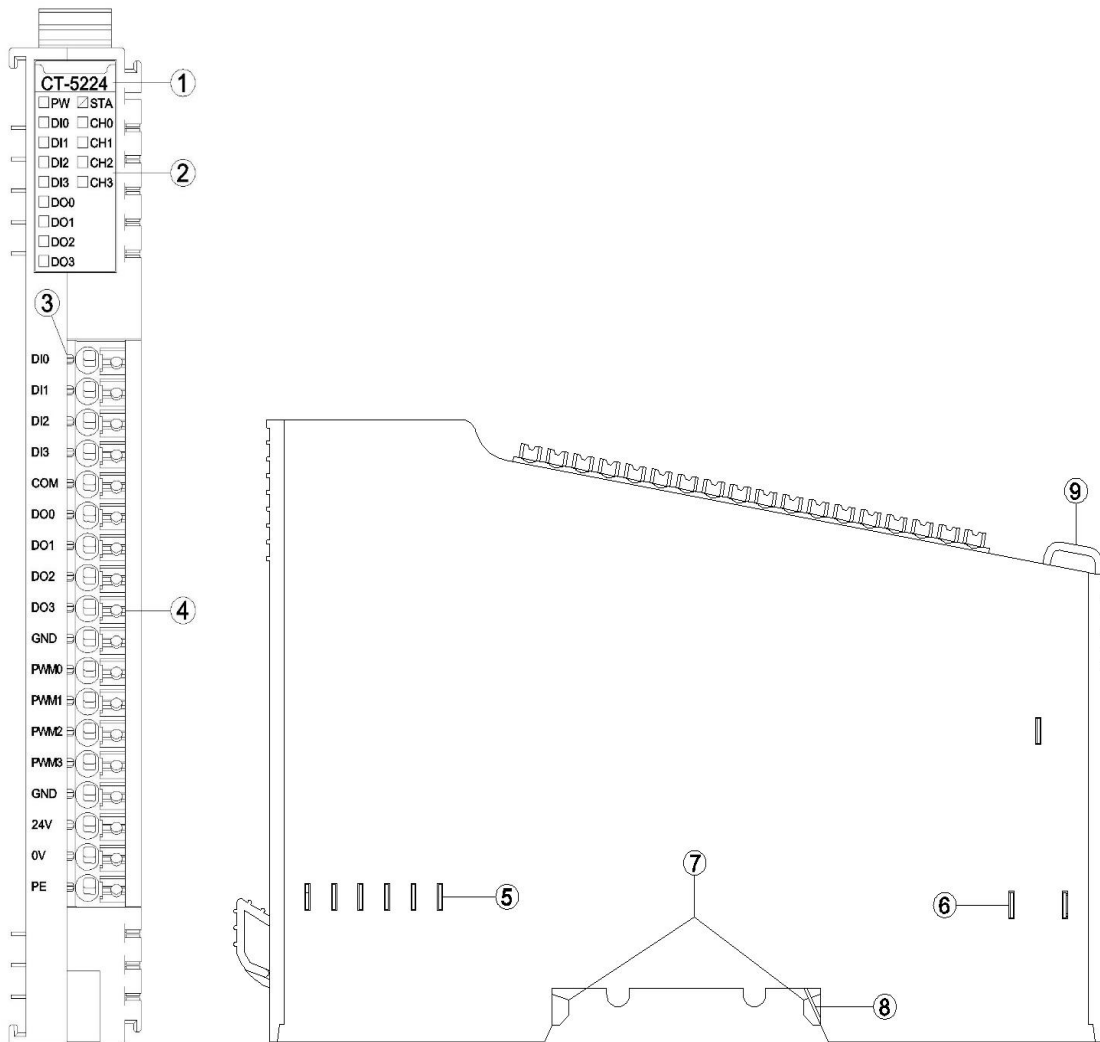 CT-5224
PW STA
DI0 CH0
DI1 CH1
DI2 CH2
DI3 CH3
DO0
DO1
DO2
DO3
1
2
3
DI0
DI1
DI2
DI3
COM
DO0
DO1
DO2
DO3
4
GND
PWM0
PWM1
PWM2
PWM3
GND
24V
0V
PE
9
7
5
6
8